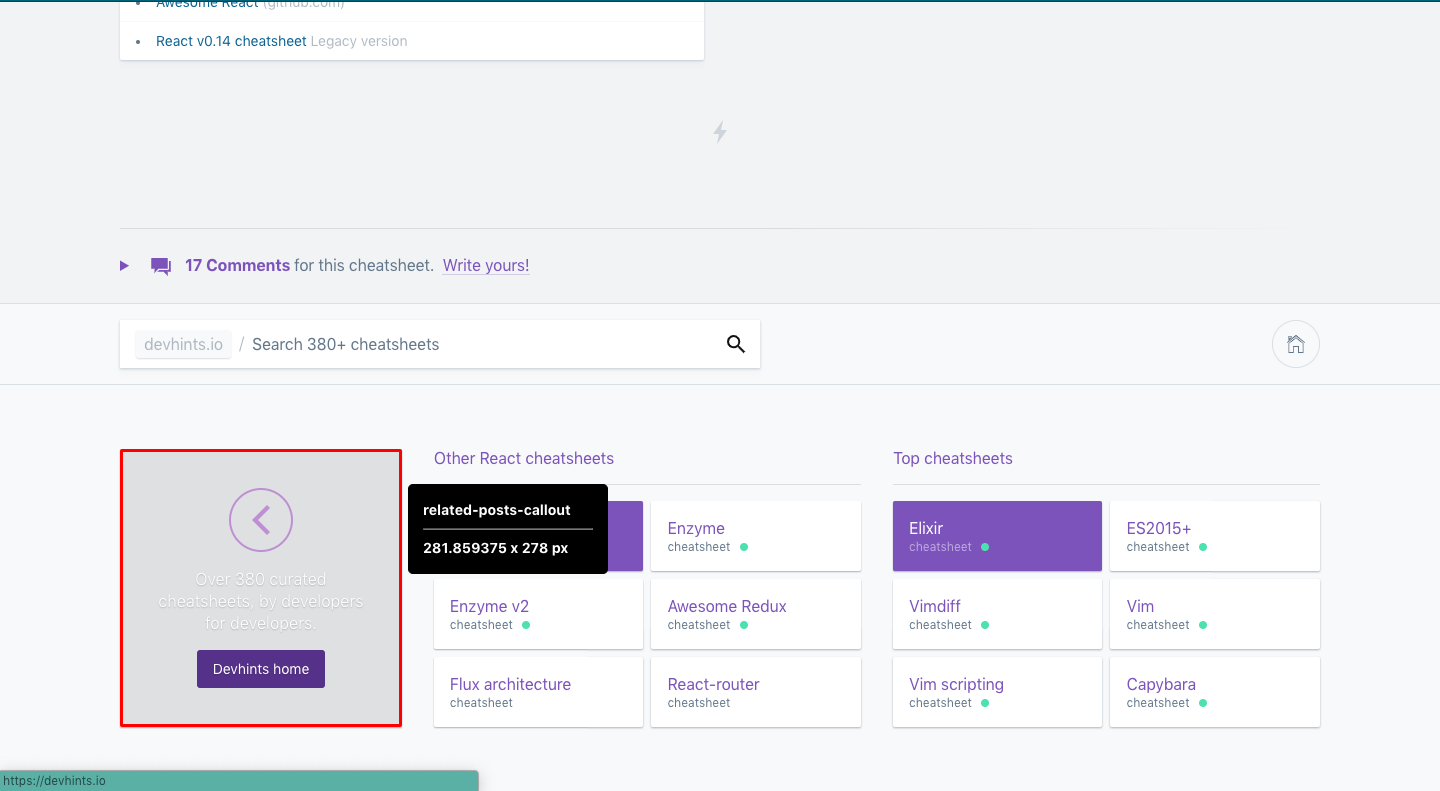 Awesome React (github.com)
React v0.14 cheatsheet Legacy version
17 Comments for this cheatsheet. Write yours!
devhints.io / Search 380+ cheatsheets
Over 380 curated
cheatsheets, by developers
for developers.
Devhints home
Other React cheatsheets
related-posts-callout
281.859375 x 278 px
Enzyme
cheatsheet
Enzyme v2
cheatsheet
Awesome Redux
cheatsheet
Flux architecture
cheatsheet
React-router
cheatsheet
Top cheatsheets
Elixir
cheatsheet
ES2015+
cheatsheet
Vimdiff
cheatsheet
Vim
cheatsheet
Vim scripting
cheatsheet
Capybara
cheatsheet
https://devhints.io